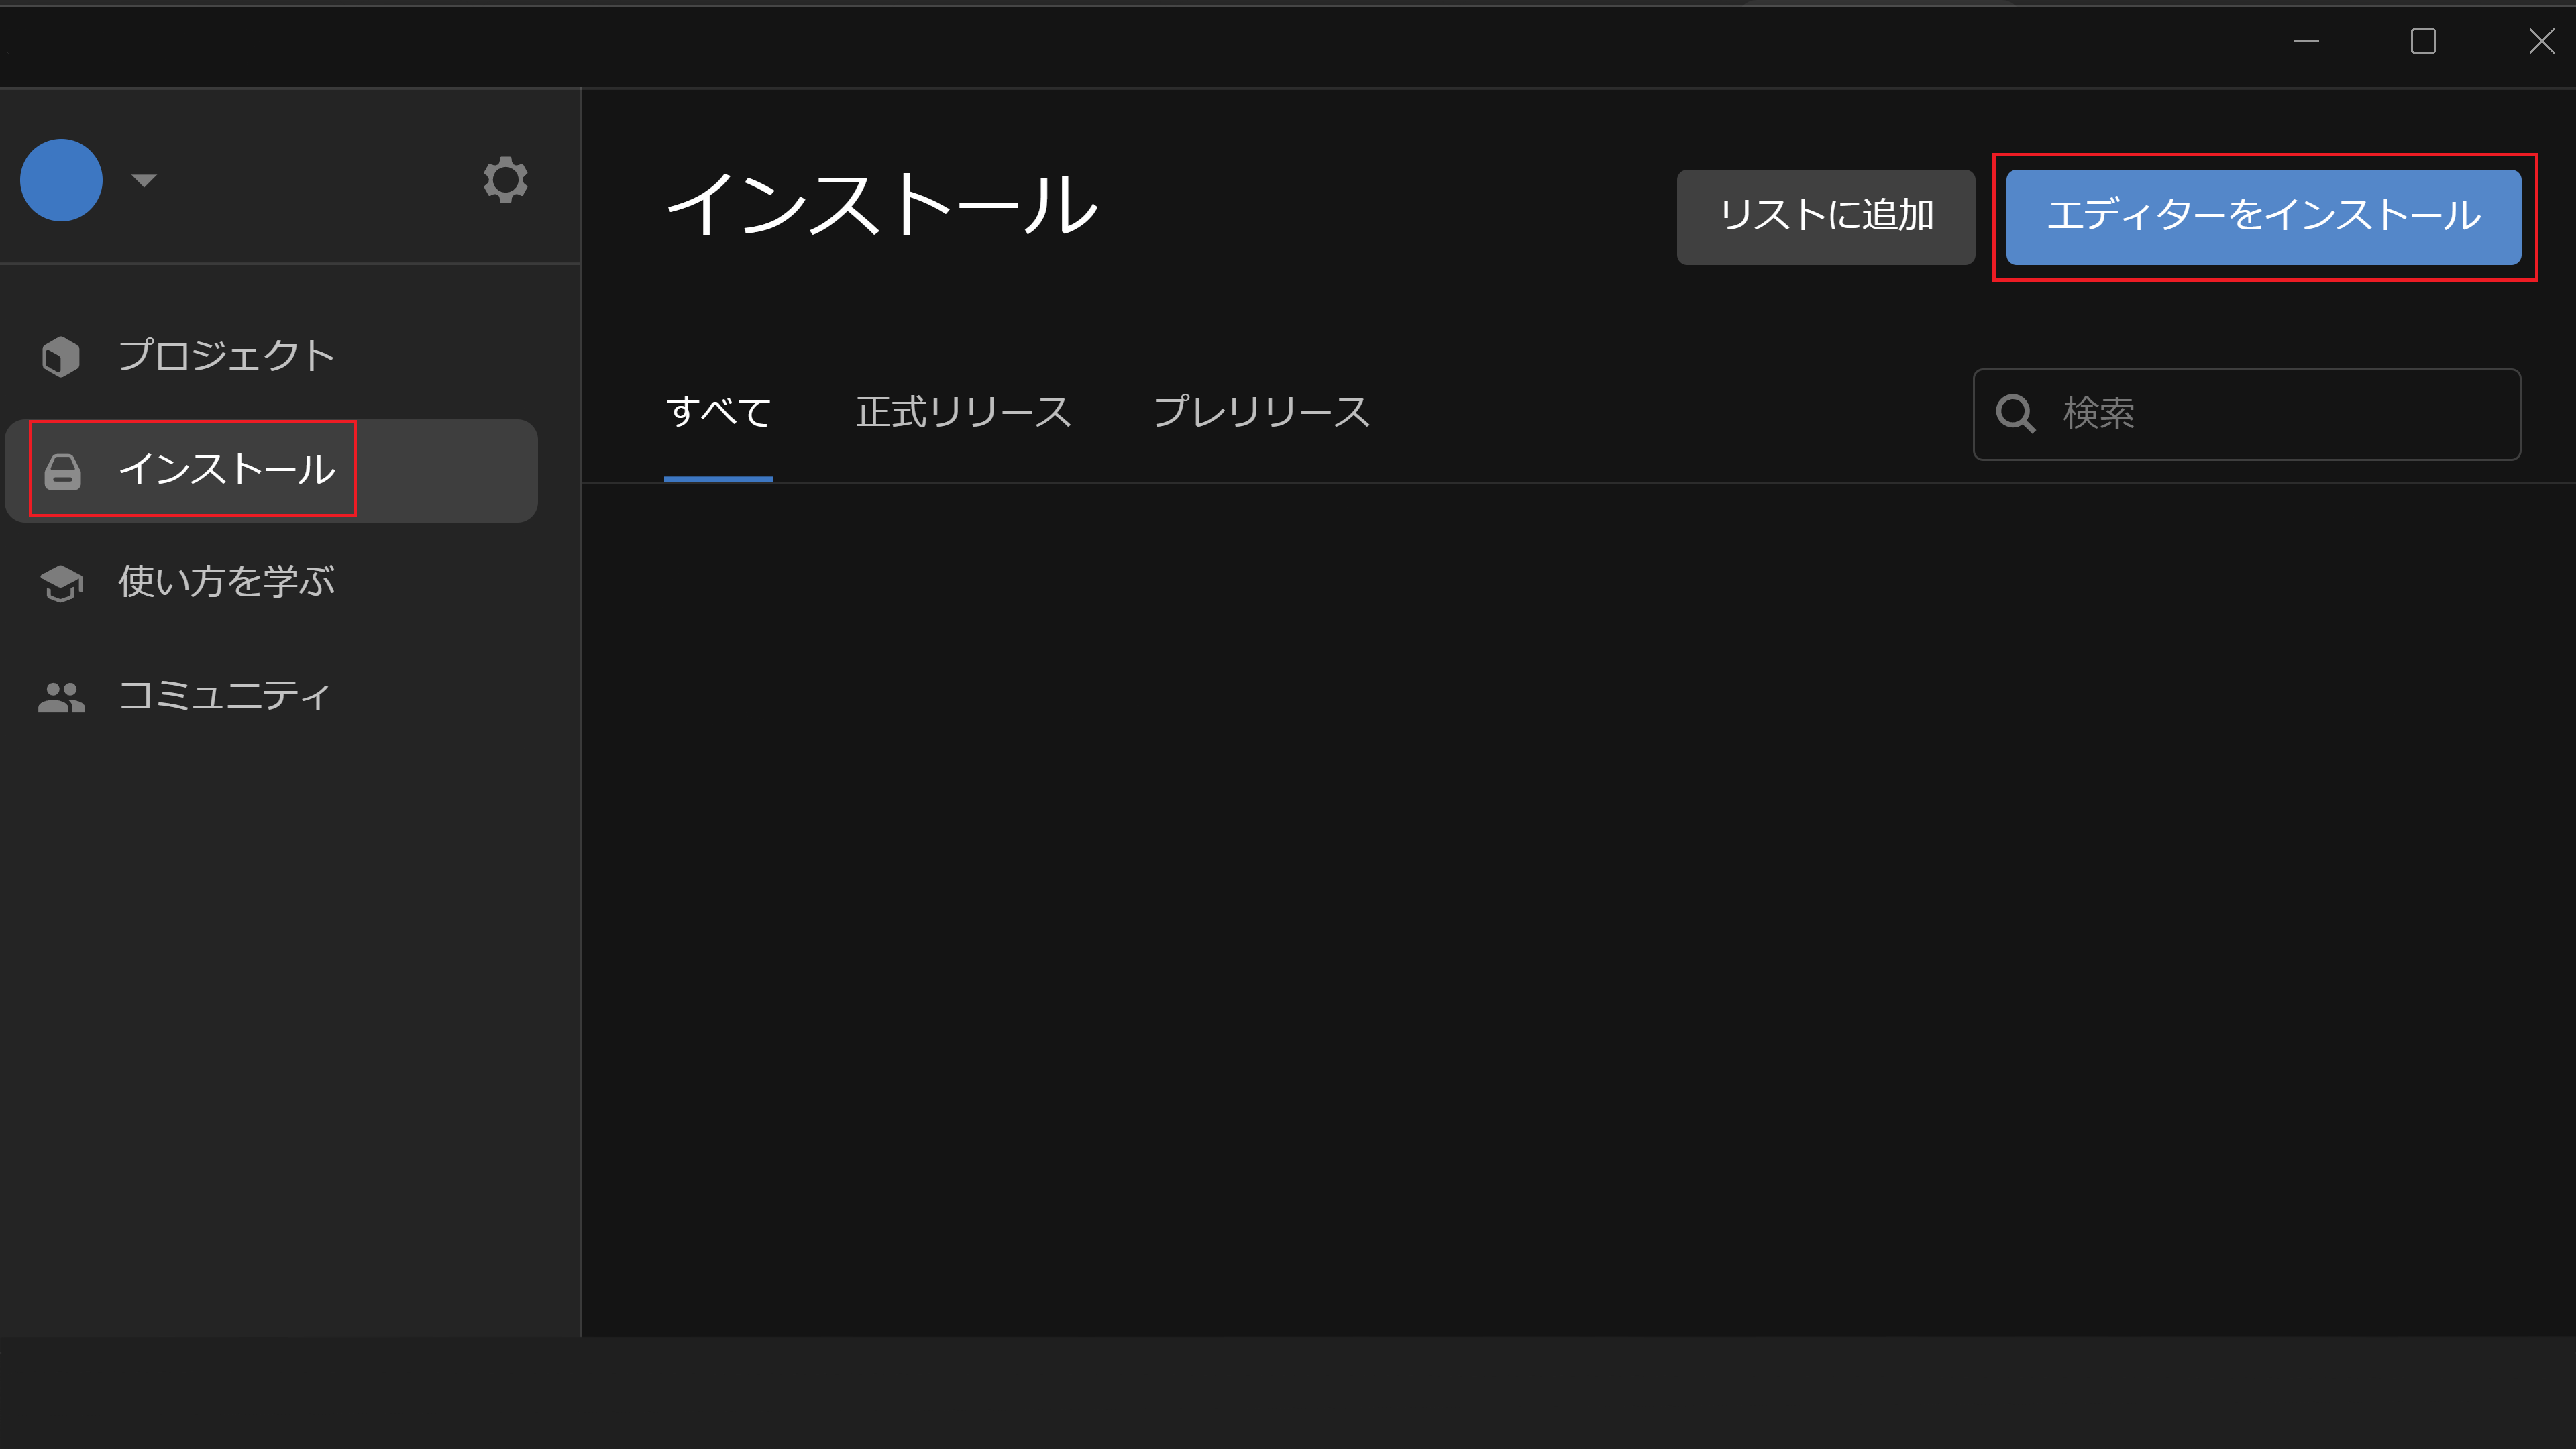 インストール
リストに追加
エディターをインストール
プロジェクト
インストール
使い方を学ぶ
コミュニティ
すべて
正式リリース
プレリリース
検索